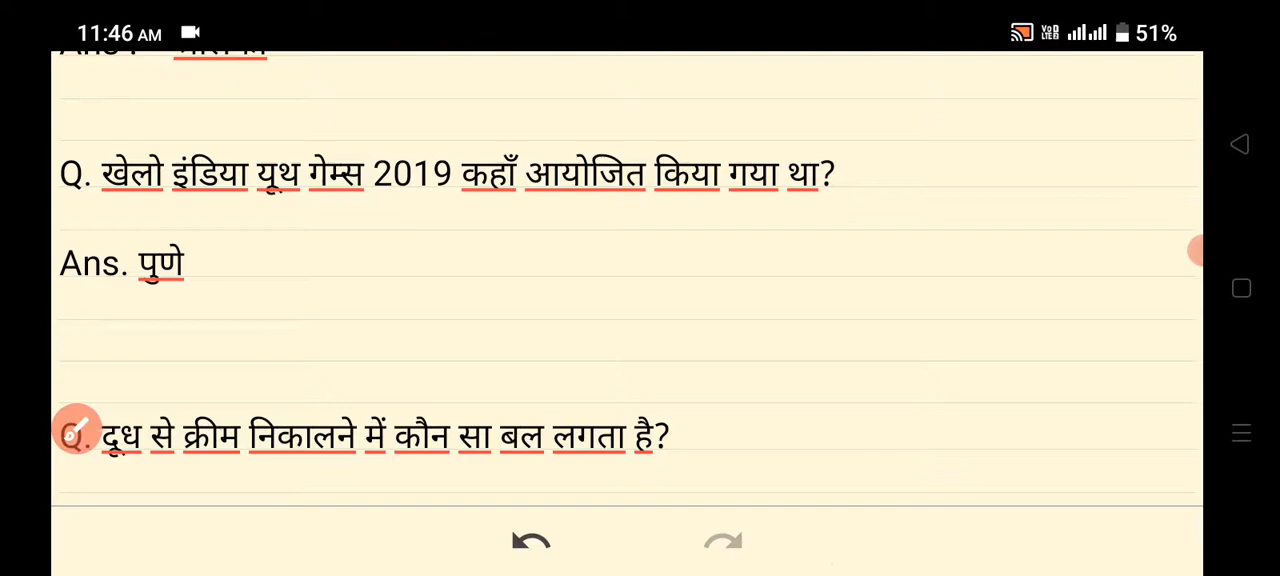 11:46 AM 51%
Q. खेलो इंडिया यूथ गेम्स 2019 कहाँ आयोजित किया गया था?
Ans. पुणे
Q. दूध से क्रीम निकालने में कौन सा बल लगता है?